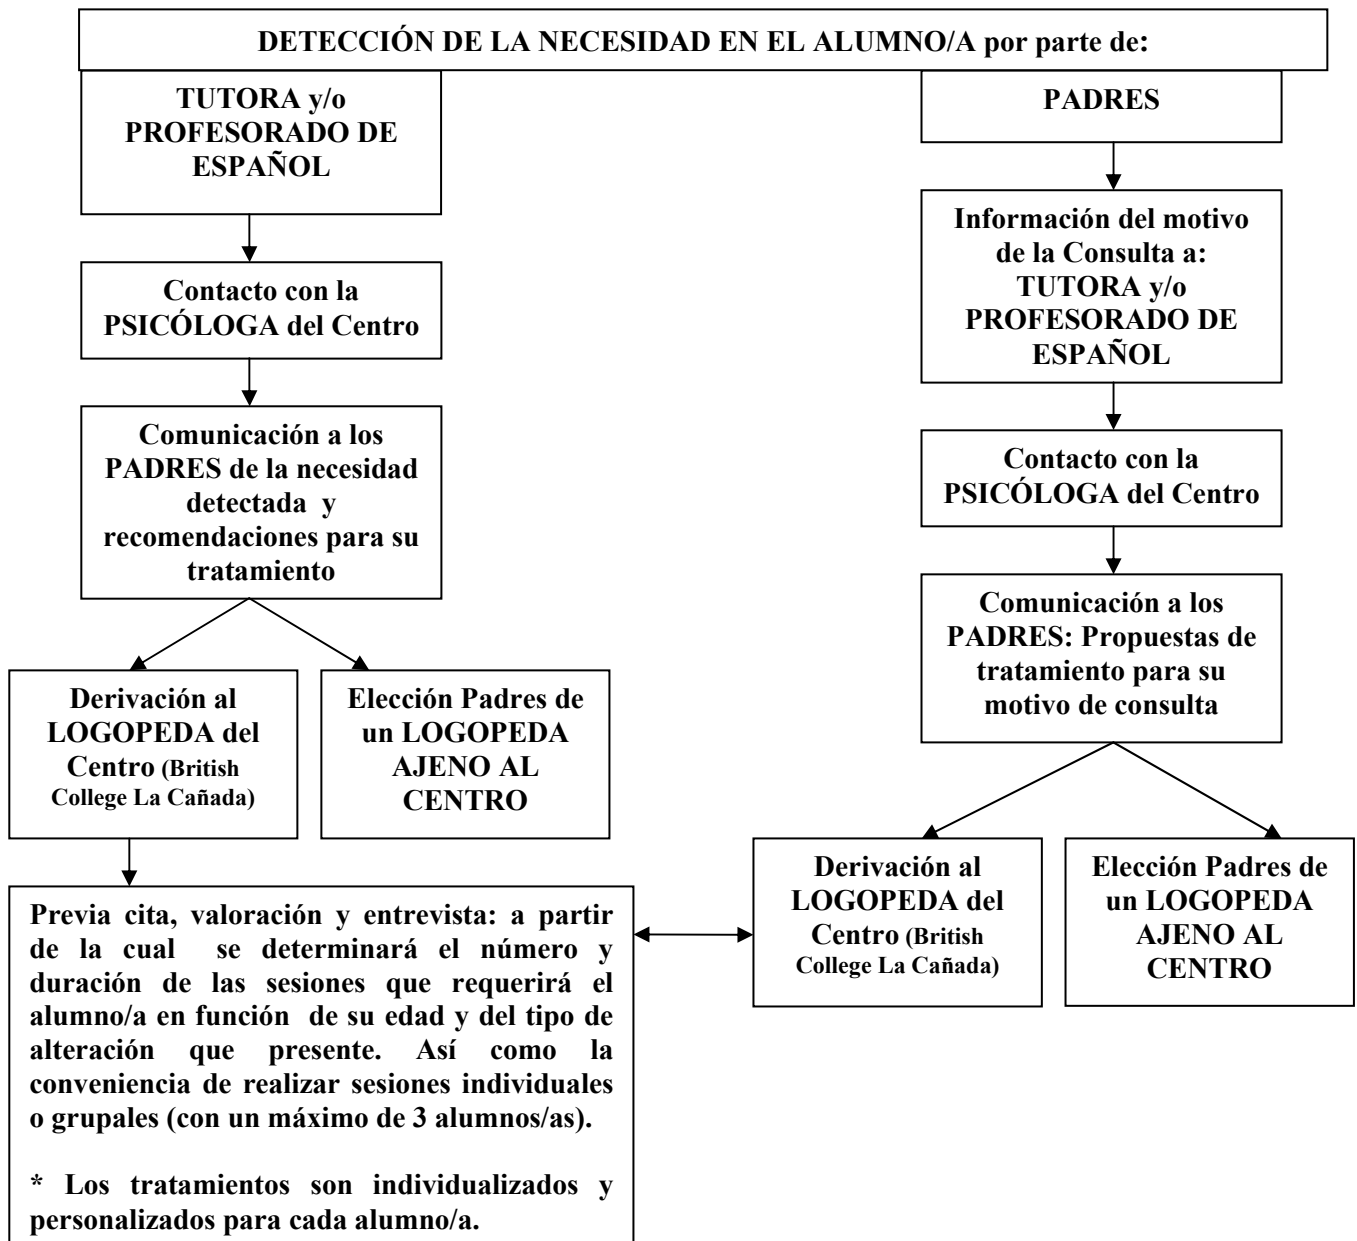 DETECCIÓN DE LA NECESIDAD EN EL ALUMNO/A por parte de:
TUTORA y/o
PROFESORADO DE
ESPAÑOL
Contacto con la
PSICÓLOGA del Centro
Comunicación a los
PADRES de la necesidad
detectada y
recomendaciones para su
tratamiento
Derivación al
LOGOPEDA del
Centro (British
College La Cañada)
Elección Padres de
un LOGOPEDA
AJENO AL
CENTRO
Previa cita, valoración y entrevista: a partir
de la cual se determinará el número y
duración de las sesiones que requerirá el
alumno/a en función de su edad y del tipo de
alteración que presente. Así como la
conveniencia de realizar sesiones individuales
o grupales (con un máximo de 3 alumnos/as).
* Los tratamientos son individualizados y
personalizados para cada alumno/a.
PADRES
Información del motivo
de la Consulta a:
TUTORA y/o
PROFESORADO DE
ESPAÑOL
Contacto con la
PSICÓLOGA del Centro
Comunicación a los
PADRES: Propuestas de
tratamiento para su
motivo de consulta
Derivación al
LOGOPEDA del
Centro (British
College La Cañada)
Elección Padres de
un LOGOPEDA
AJENO AL
CENTRO